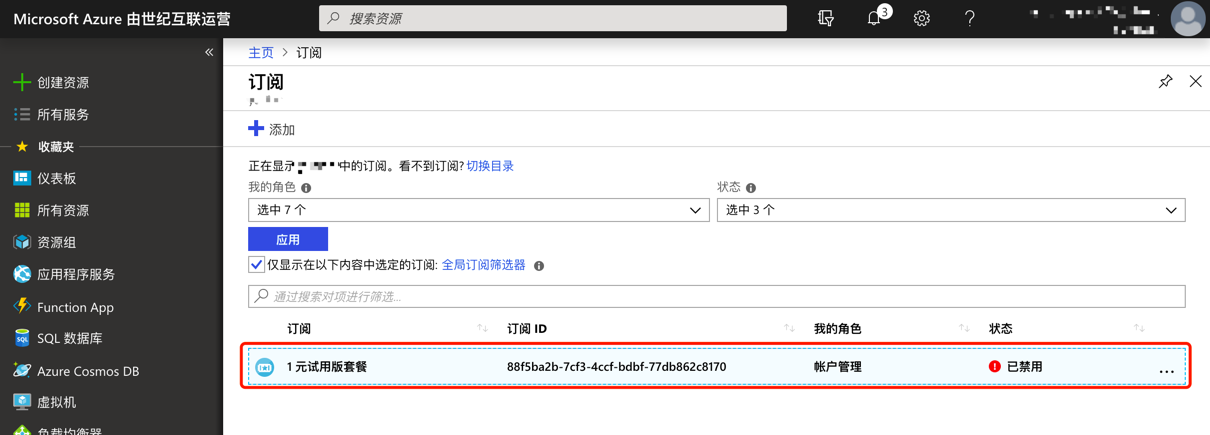 Microsoft Azure 由世纪互联运营
搜索资源
3
创建资源
所有服务
收藏夹
仪表板
所有资源
资源组
应用程序服务
Function App
SQL 数据库
Azure Cosmos DB
虚拟机
负载均衡器
主页 > 订阅
订阅
添加
正在显示 中的订阅。看不到订阅? 切换目录
我的角色 状态
选中 7 个 选中 3 个
应用
仅显示在以下内容中选定的订阅: 全局订阅筛选器
通过搜索对项进行筛选...
订阅 订阅 ID 我的角色 状态
1 元试用版套餐 88f5ba2b-7cf3-4ccf-bdbf-77db862c8170 帐户管理 已禁用 ...